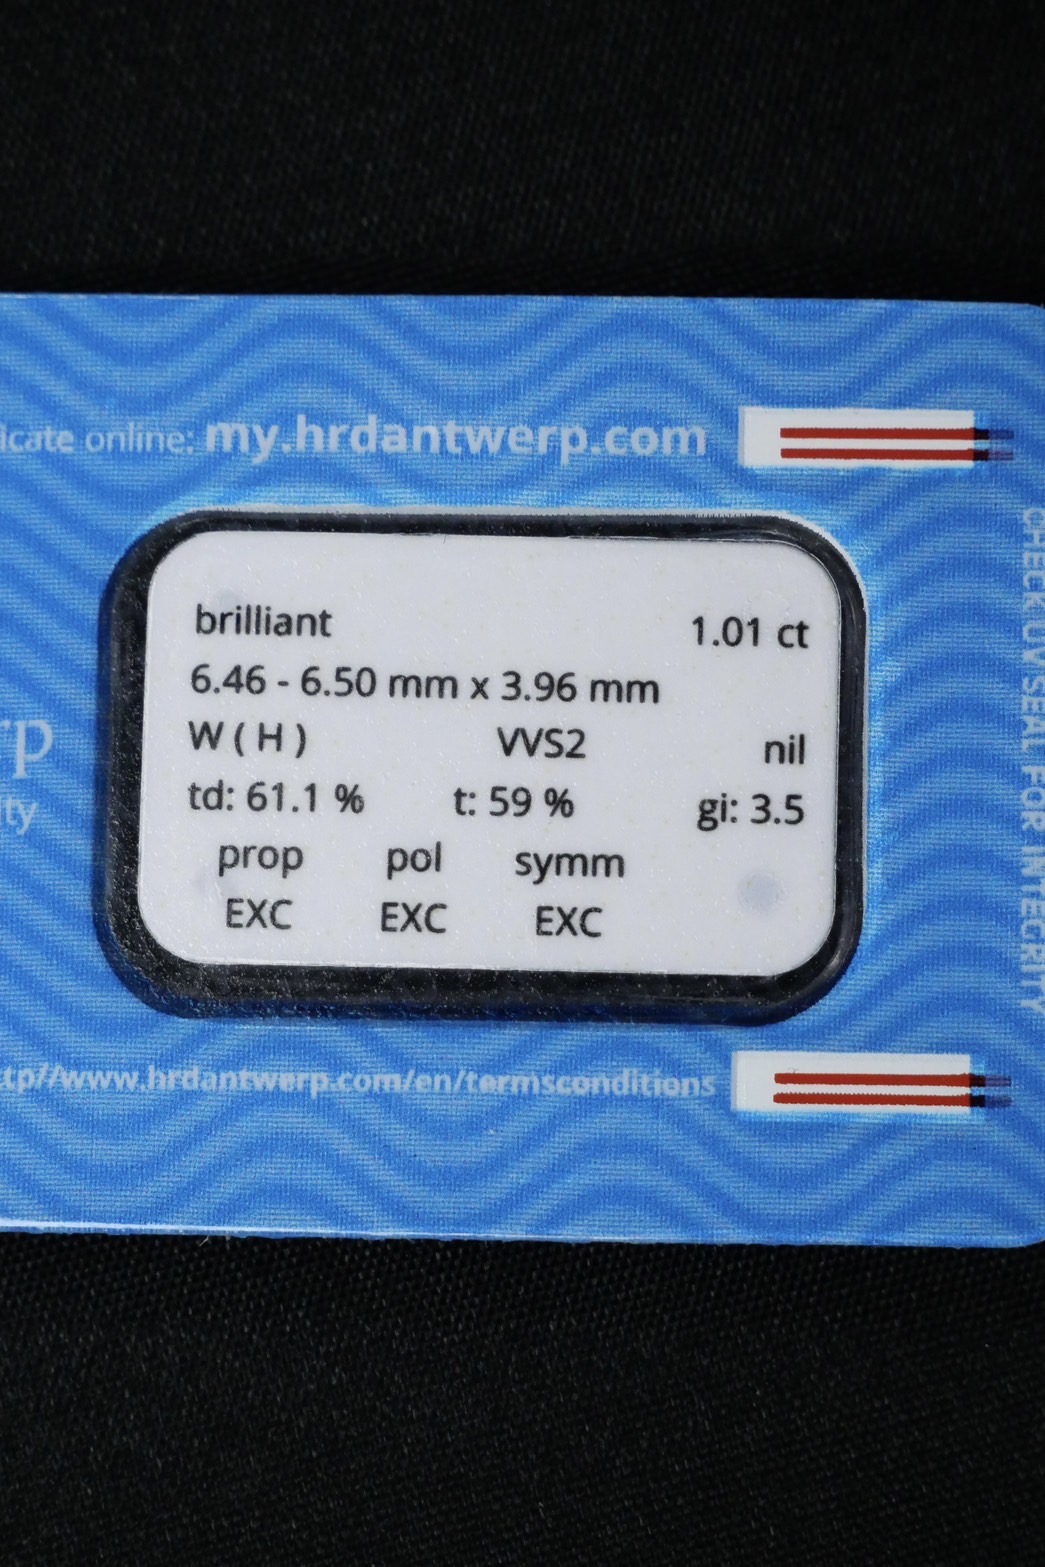 icate online: my.hrdantwerp.com
brilliant 1.01 ct
6.46 - 6.50 mm x 3.96 mm
W ( H ) VVS2 nil
td: 61.1 % t: 59 % gi: 3.5
prop pol symm
EXC EXC EXC
rp
ity
tp//www.hrdantwerp.com/en/termsconditions
CHECK UV SEAL FOR INTEGRITY